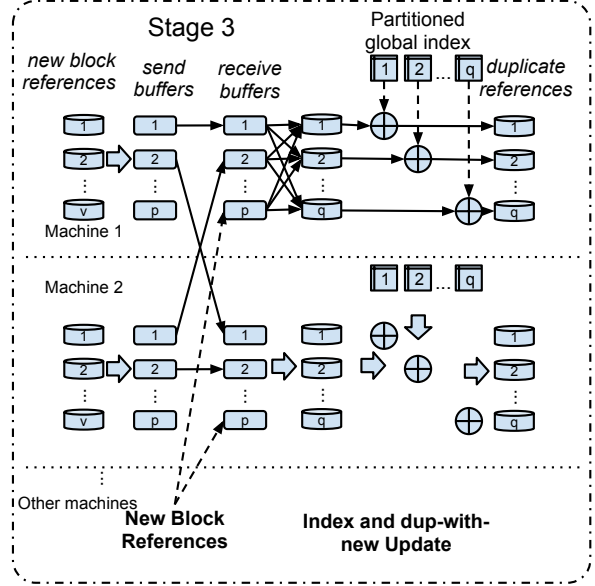 Stage 3
Partitioned
global index
new block
references
send
buffers
receive
buffers
1 2 ... q
duplicate
references
1 1 1 1 1
2 2 2 2 2
⋮ ⋮ ⋮ ⋮ ⋮
v p p q q
Machine 1
Machine 2
1 2 ... q
1 1 1 1 1
2 2 2 2 2
⋮ ⋮ ⋮ ⋮ ⋮
v p p q q
⋮
Other machines
New Block
References
Index and dup-with-
new Update